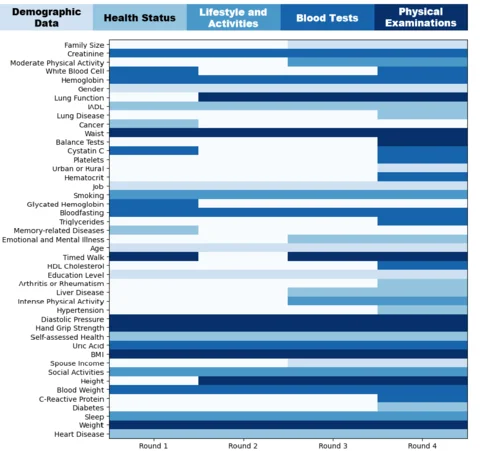 Demographic Data
Health Status
Lifestyle and Activities
Blood Tests
Physical Examinations
Family Size
Creatinine
Moderate Physical Activity
White Blood Cell
Hemoglobin
Gender
Lung Function
IADL
Lung Disease
Cancer
Waist
Balance Tests
Cystatin C
Platelets
Urban or Rural
Hematocrit
Job
Smoking
Glycated Hemoglobin
Bloodfasting
Triglycerides
Memory-related Diseases
Emotional and Mental Illness
Age
Timed Walk
HDL Cholesterol
Education Level
Arthritis or Rheumatism
Liver Disease
Intense Physical Activity
Hypertension
Diastolic Pressure
Hand Grip Strength
Self-assessed Health
Uric Acid
BMI
Spouse Income
Social Activities
Height
Blood Weight
C-Reactive Protein
Diabetes
Sleep
Weight
Heart Disease
Round 1 Round 2 Round 3 Round 4